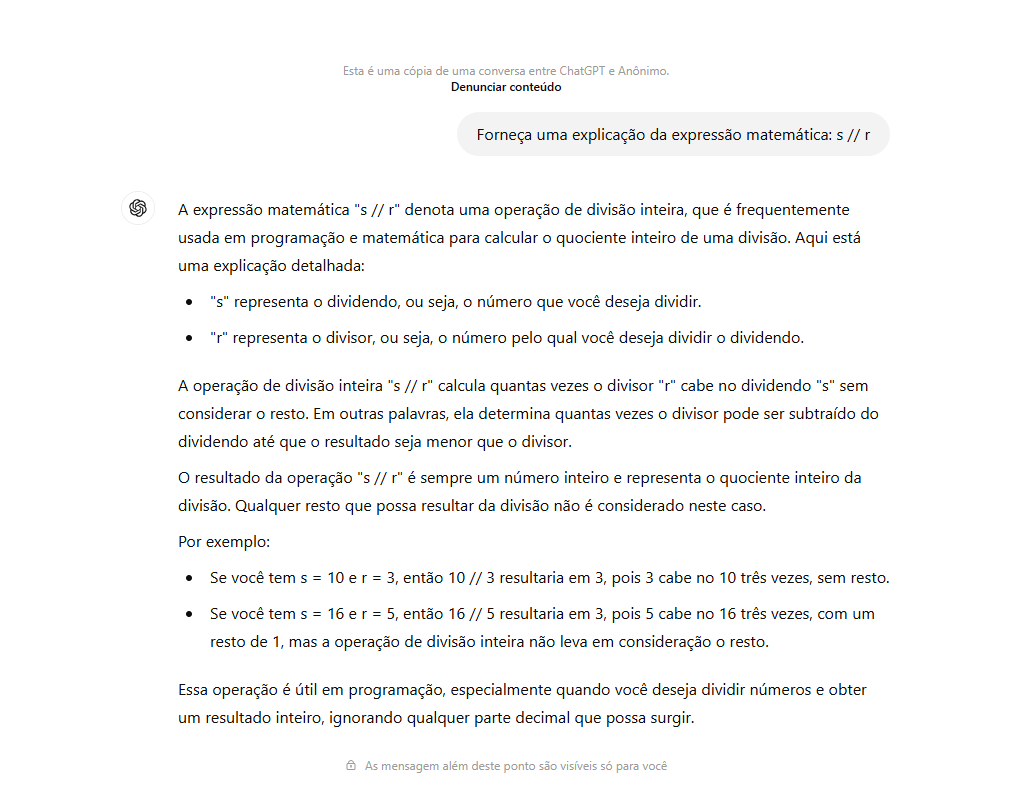 Esta é uma cópia de uma conversa entre ChatGPT e Anônimo.
Denunciar conteúdo
Forneça uma explicação da expressão matemática: s // r
A expressão matemática "s // r" denota uma operação de divisão inteira, que é frequentemente
usada em programação e matemática para calcular o quociente inteiro de uma divisão. Aqui está
uma explicação detalhada:
• "s" representa o dividendo, ou seja, o número que você deseja dividir.
• "r" representa o divisor, ou seja, o número pelo qual você deseja dividir o dividendo.
A operação de divisão inteira "s // r" calcula quantas vezes o divisor "r" cabe no dividendo "s" sem
considerar o resto. Em outras palavras, ela determina quantas vezes o divisor pode ser subtraído do
dividendo até que o resultado seja menor que o divisor.
O resultado da operação "s // r" é sempre um número inteiro e representa o quociente inteiro da
divisão. Qualquer resto que possa resultar da divisão não é considerado neste caso.
Por exemplo:
• Se você tem s = 10 e r = 3, então 10 // 3 resultaria em 3, pois 3 cabe no 10 três vezes, sem resto.
• Se você tem s = 16 e r = 5, então 16 // 5 resultaria em 3, pois 5 cabe no 16 três vezes, com um
resto de 1, mas a operação de divisão inteira não leva em consideração o resto.
Essa operação é útil em programação, especialmente quando você deseja dividir números e obter
um resultado inteiro, ignorando qualquer parte decimal que possa surgir.
As mensagem além deste ponto são visíveis só para você